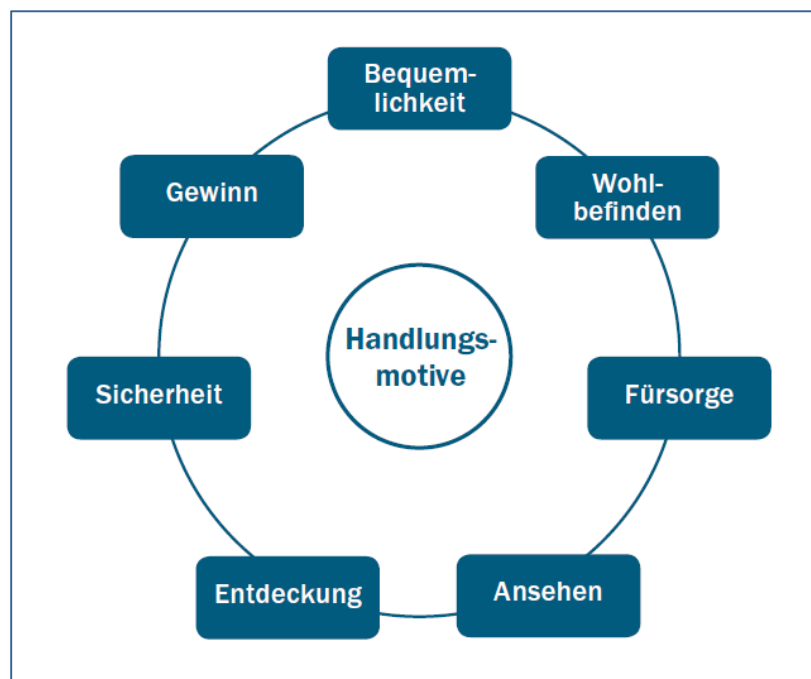 Bequem-
lichkeit
Gewinn
Wohl-
befinden
Handlungs-
motive
Sicherheit
Fürsorge
Entdeckung
Ansehen